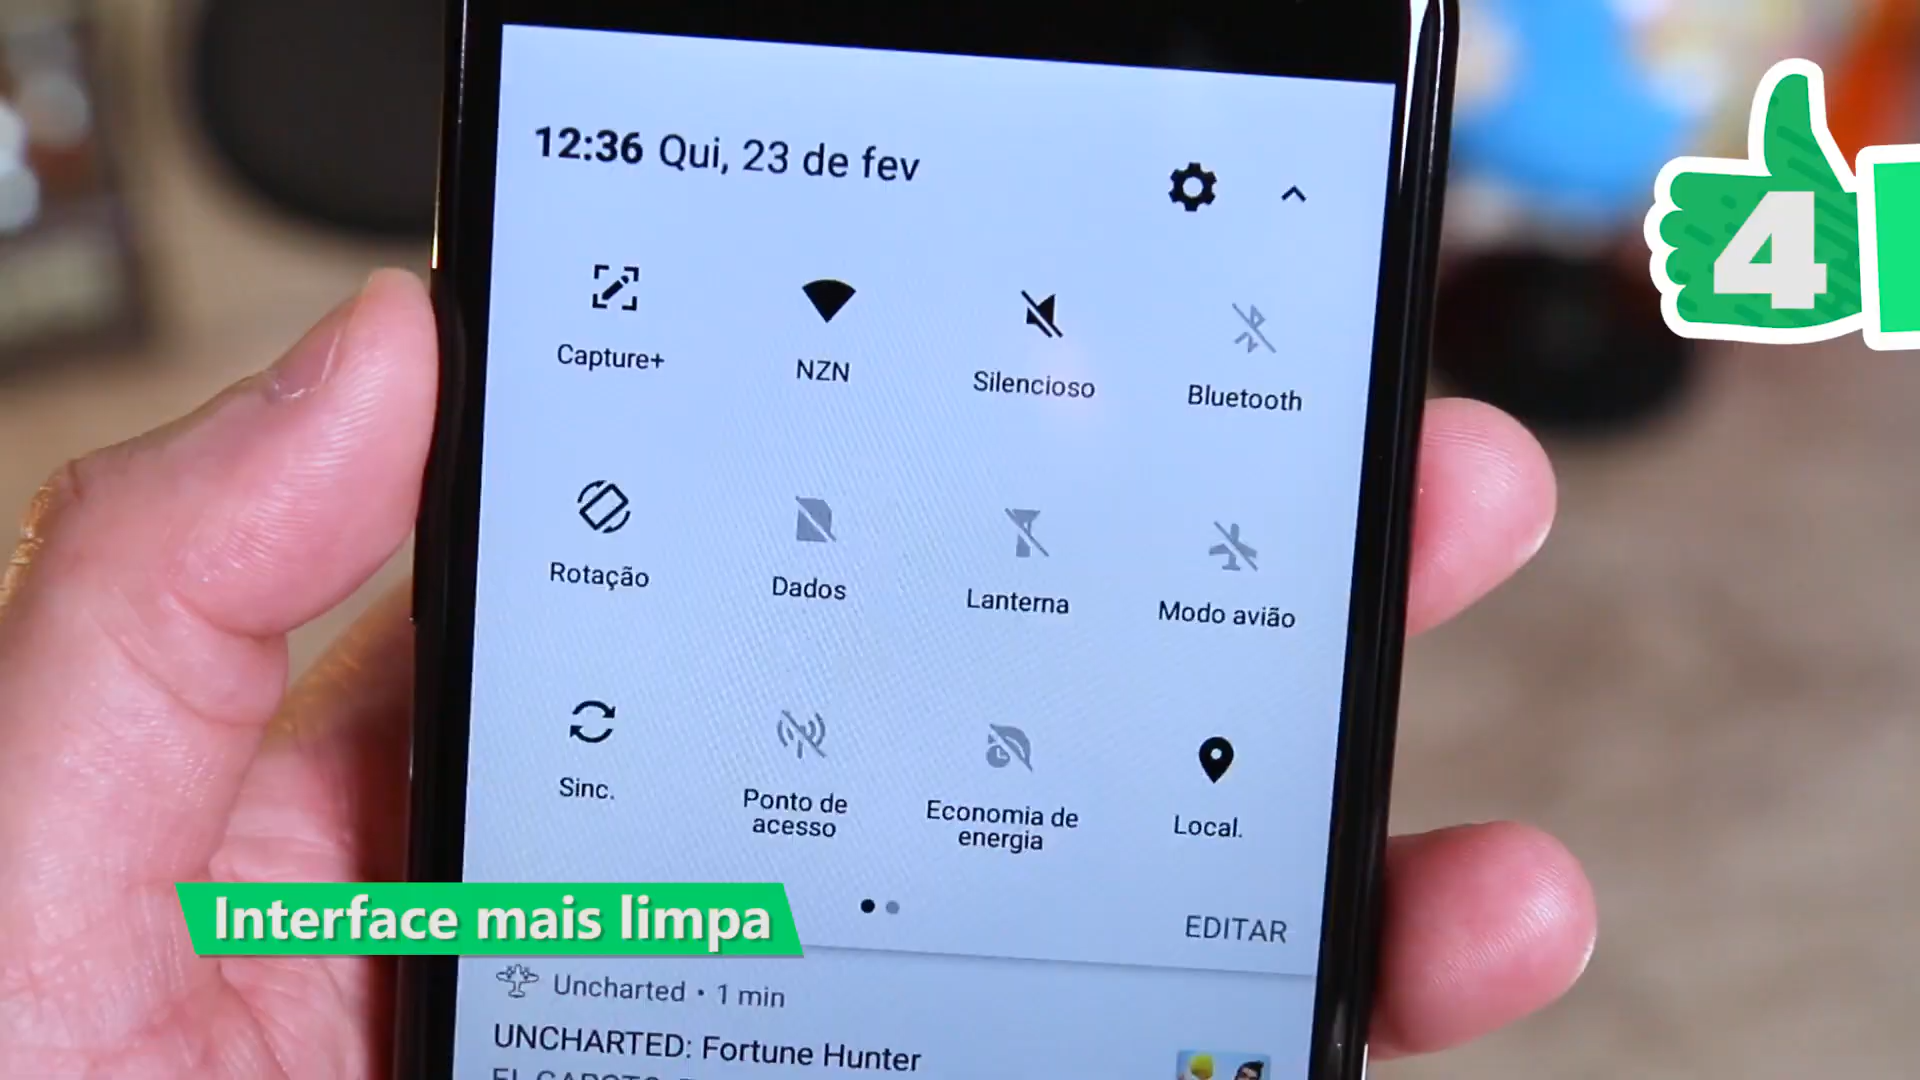 12:36 Qui, 23 de fev
4
Capture+
NZN
Silencioso
Bluetooth
Rotação
Dados
Lanterna
Modo avião
Sinc.
Ponto de
acesso
Economia de
energia
Local.
EDITAR
Interface mais limpa
Uncharted • 1 min
UNCHARTED: Fortune Hunter